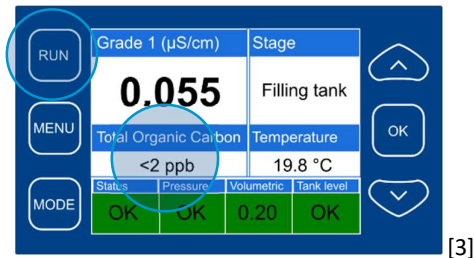 RUN
MENU
MODE
Grade 1 (µS/cm) Stage
0.055 Filling tank
Total Organic Carbon Temperature
<2 ppb 19.8 °C
Status Pressure Volumetric Tank level
OK OK 0.20 OK
OK
[3]